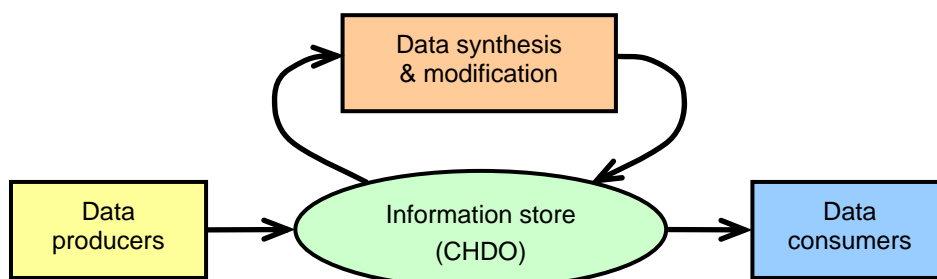 Data synthesis
& modification
Data
producers
Information store
(CHDO)
Data
consumers